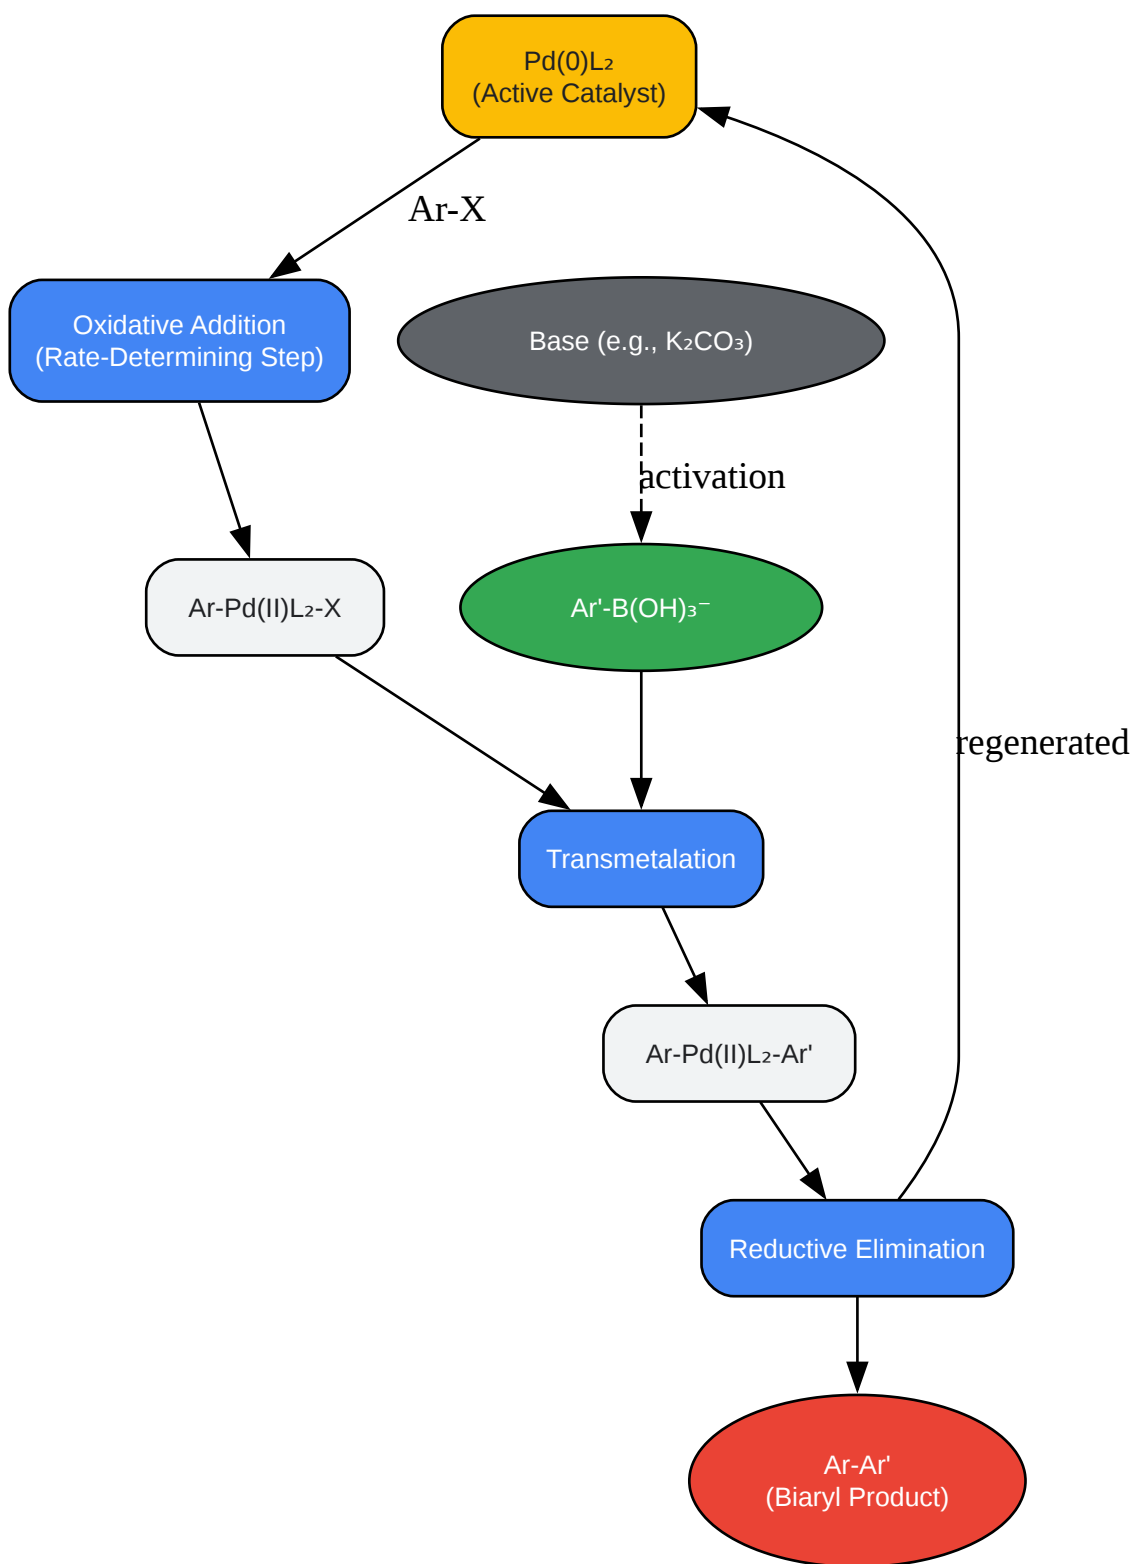 Pd(0)L₂
(Active Catalyst)
Ar-X
Oxidative Addition
(Rate-Determining Step)
Base (e.g., K₂CO₃)
activation
Ar-Pd(II)L₂-X
Ar'-B(OH)₃⁻
regenerated
Transmetalation
Ar-Pd(II)L₂-Ar'
Reductive Elimination
Ar-Ar'
(Biaryl Product)